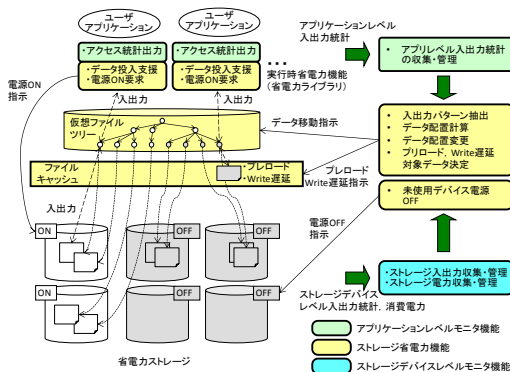 ユーザ
アプリケーション
・アクセス統計出力
・データ投入支援
・電源ON要求
ユーザ
アプリケーション
・アクセス統計出力
・データ投入支援
・電源ON要求
…
実行時省電力機能
(省電力ライブラリ)
アプリケーションレベル
入出力統計
• アプリレベル入出力統計
の収集・管理
電源ON
指示
入出力
入出力
仮想ファイル
ツリー
データ移動指示
• 入出力パターン抽出
• データ配置計算
• データ配置変更
• プリロード，Write遅延
対象データ決定
ファイル
キャッシュ
・プレロード
・Write遅延
プレロード
Write遅延指示
• 未使用デバイス電源
OFF
入出力
電源OFF
指示
ON
OFF
OFF
ON
OFF
OFF
・ストレージ入出力収集・管理
・ストレージ電力収集・管理
ストレージデバイス
レベル入出力統計，消費電力
省電力ストレージ
アプリケーションレベルモニタ機能
ストレージ省電力機能
ストレージデバイスレベルモニタ機能